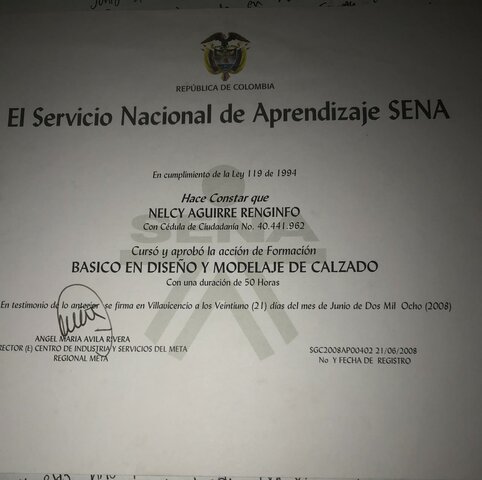 REPÚBLICA DE COLOMBIA
El Servicio Nacional de Aprendizaje SENA
En cumplimiento de la Ley 119 de 1994
Hace Constar que
NELCY AGUIRRE RENGINFO
Con Cédula de Ciudadanía No. 40.441.962
SENA
Cursó y aprobó la acción de Formación
BASICO EN DISEÑO Y MODELAJE DE CALZADO
Con una duración de 50 Horas
En testimonio de lo anterior se firma en Villavicencio a los Veintiuno (21) días del mes de Junio de Dos Mil Ocho (2008)
ANGEL MARIA AVILA RIVERA
RECTOR (E) CENTRO DE INDUSTRIA Y SERVICIOS DEL META
REGIONAL META
SGC2008AP00402 21/06/2008
No Y FECHA DE REGISTRO